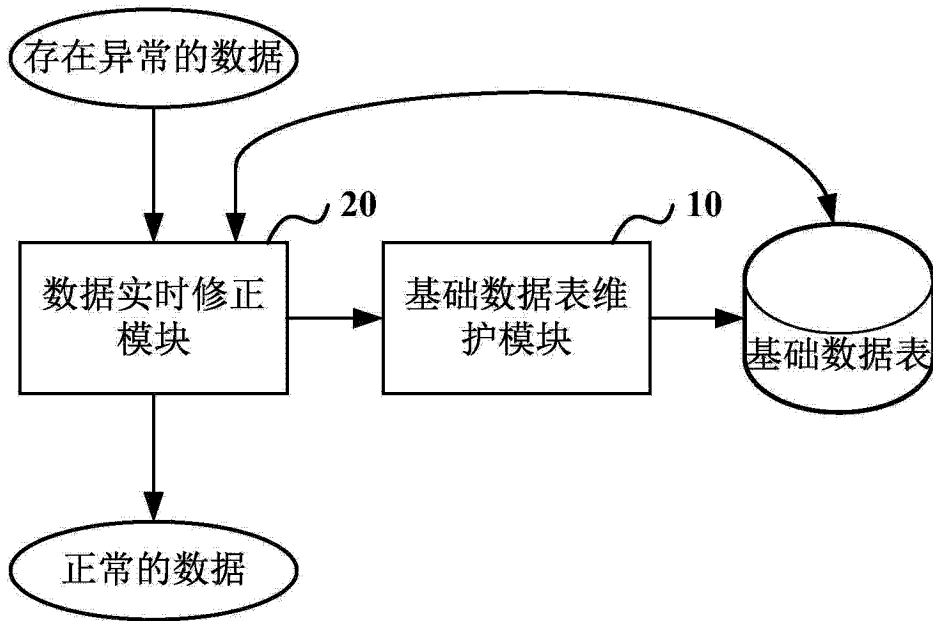 存在异常的数据
20
10
数据实时修正
模块
基础数据表维
护模块
基础数据表
正常的数据